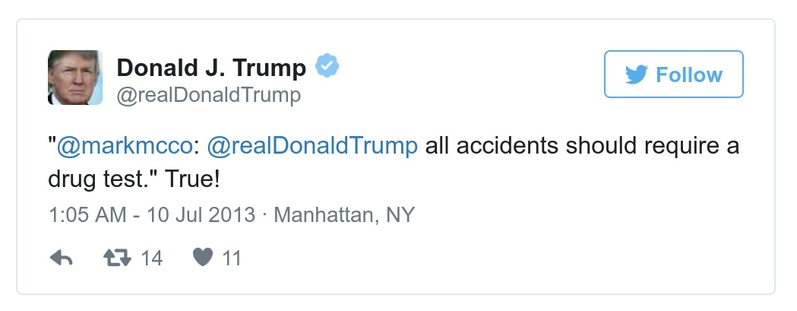 Donald J. Trump
@realDonaldTrump
Follow
"@markmcco: @realDonaldTrump all accidents should require a
drug test." True!
1:05 AM - 10 Jul 2013 · Manhattan, NY
14 11